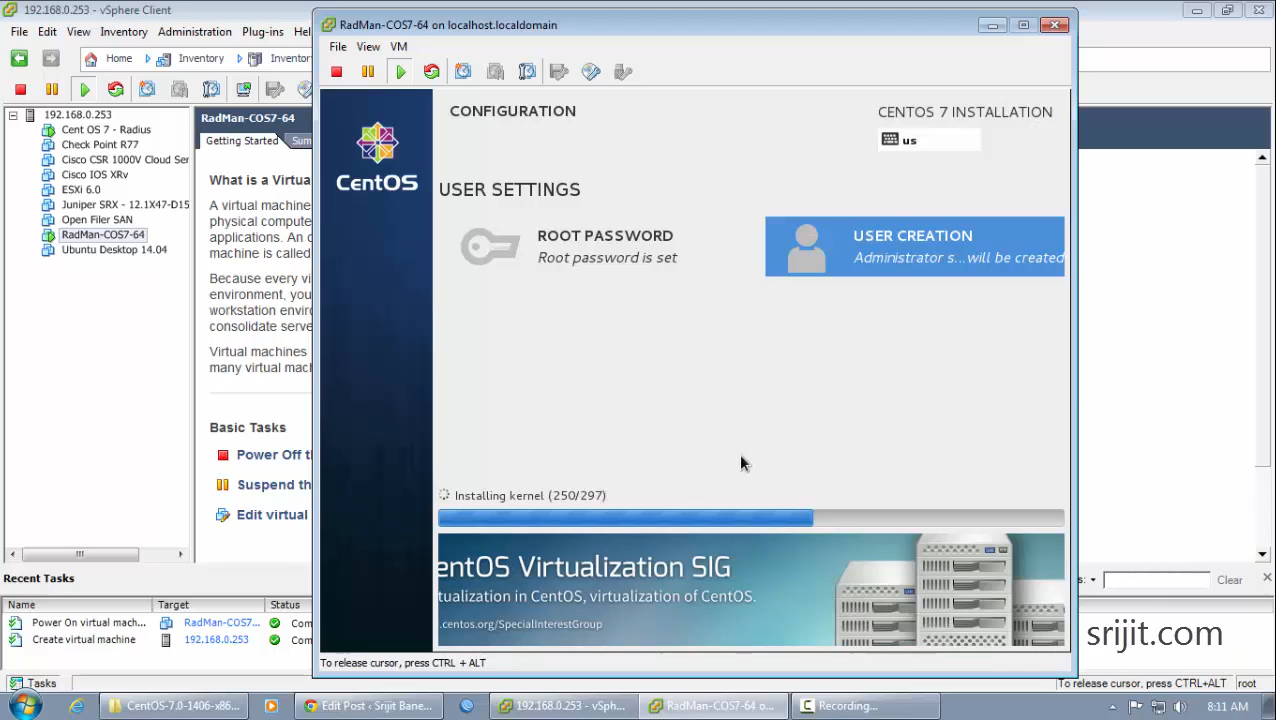 192.168.0.253 - vSphere Client
File Edit View Inventory Administration Plug-ins Hel
Home Inventory Inventor
192.168.0.253
Cent OS 7 - Radius
Check Point R77
Cisco CSR 1000V Cloud Ser
Cisco IOS XRv
ESXi 6.0
Juniper SRX - 12.1X47-D15
Open Filer SAN
RadMan-COS7-64
Ubuntu Desktop 14.04
RadMan-COS7-64
Getting Started Sum
What is a Virtua
A virtual machine
physical compute
applications. An o
machine is called
Because every vi
environment, you
workstation envir
consolidate serve
Virtual machines
many virtual mac
Basic Tasks
Power Off th
Suspend th
Edit virtual
RadMan-COS7-64 on localhost.localdomain
File View VM
CentOS
CONFIGURATION
CENTOS 7 INSTALLATION
us
USER SETTINGS
ROOT PASSWORD
Root password is set
USER CREATION
Administrator s...will be created
Installing kernel (250/297)
entOS Virtualization SIG
tualization in CentOS, virtualization of CentOS.
.centos.org/SpecialInterestGroup
To release cursor, press CTRL + ALT
Recent Tasks
s: Clear
Name Target Status
Power On virtual mach... RadMan-COS7... Com
Create virtual machine 192.168.0.253 Com
srijit.com
Tasks
To release cursor, press CTRL+ALT root
CentOS-7.0-1406-x86... Edit Post ‹ Srijit Bane... 192.168.0.253 - vSph... RadMan-COS7-64 o... Recording... 8:11 AM